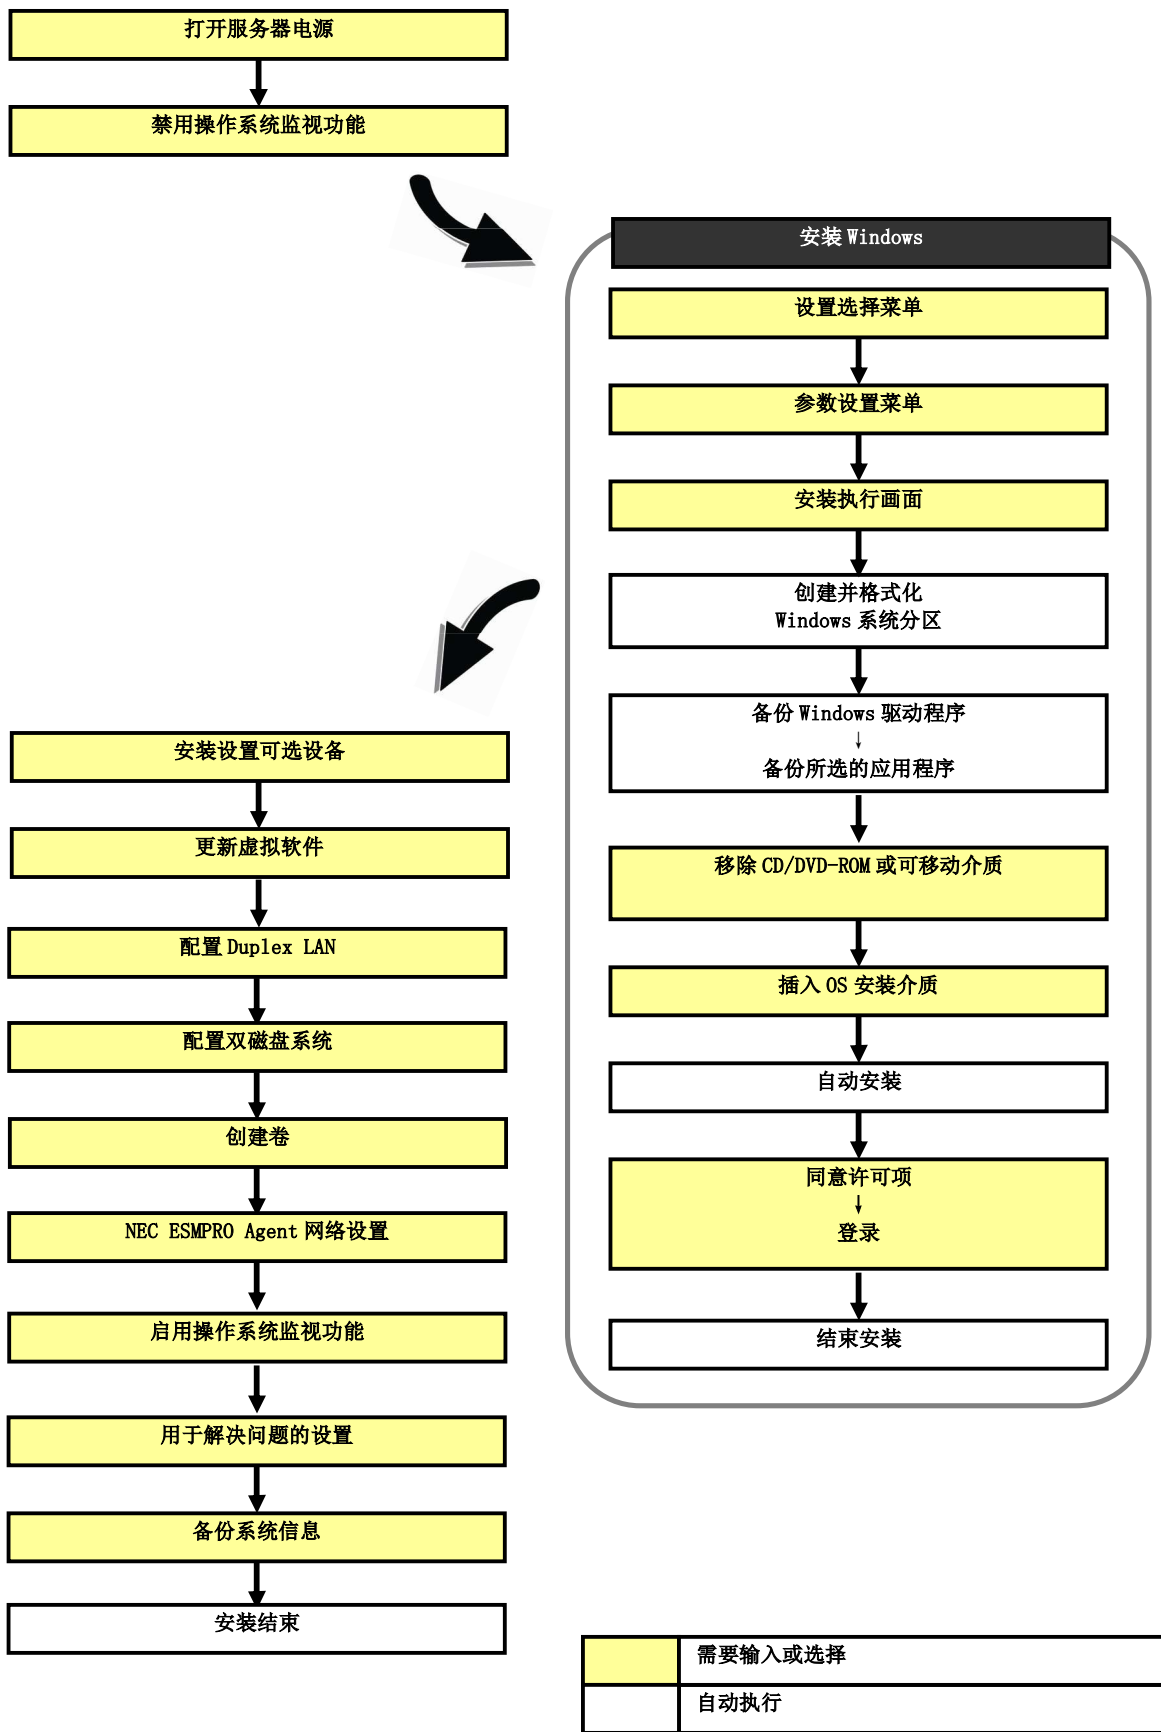 打开服务器电源
禁用操作系统监视功能
安装 Windows
设置选择菜单
参数设置菜单
安装执行画面
创建并格式化
Windows 系统分区
备份 Windows 驱动程序
↓
备份所选的应用程序
移除 CD/DVD-ROM 或可移动介质
插入 OS 安装介质
自动安装
同意许可项
↓
登录
结束安装
安装设置可选设备
更新虚拟软件
配置 Duplex LAN
配置双磁盘系统
创建卷
NEC ESMPRO Agent 网络设置
启用操作系统监视功能
用于解决问题的设置
备份系统信息
安装结束
需要输入或选择
自动执行